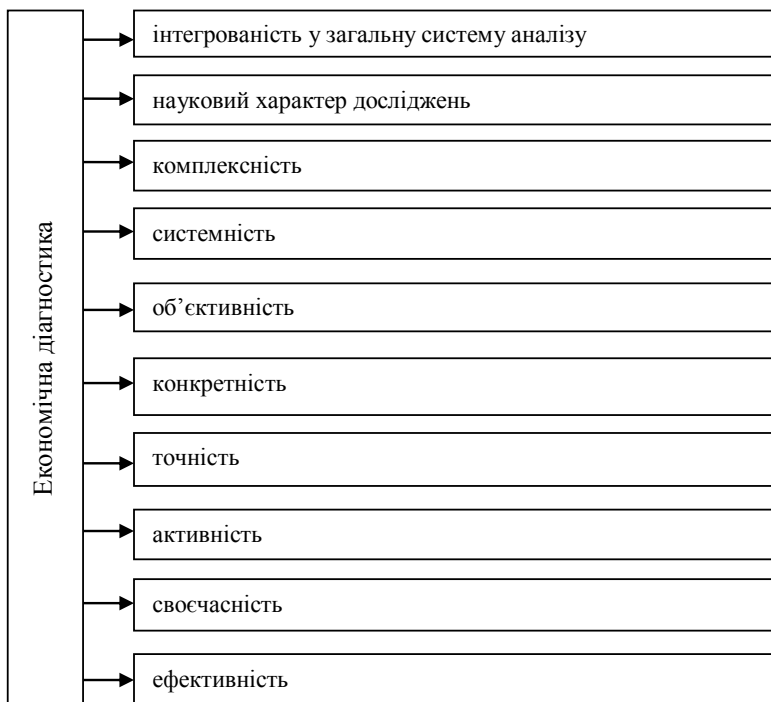 Економічна діагностика
інтегрованість у загальну систему аналізу
науковий характер досліджень
комплексність
системність
об’єктивність
конкретність
точність
активність
своєчасність
ефективність